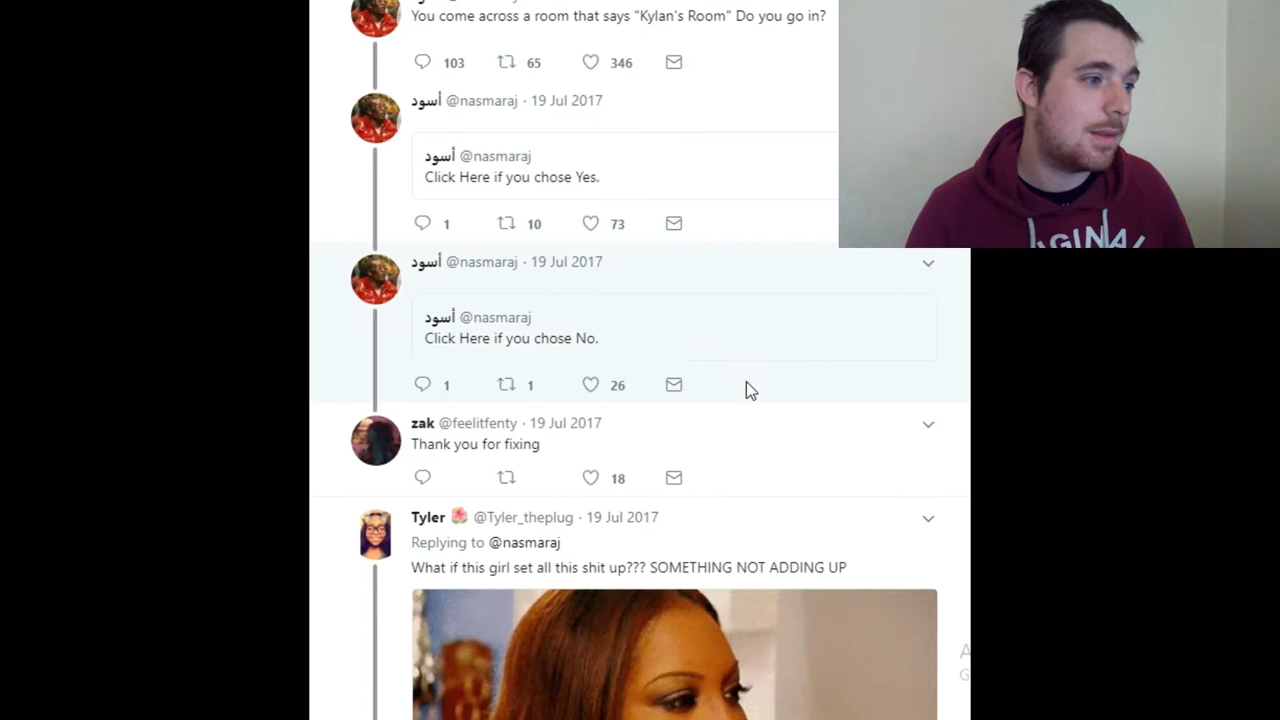 You come across a room that says "Kylan's Room" Do you go in?
103 65 346
أسود @nasmaraj · 19 Jul 2017
أسود @nasmaraj
Click Here if you chose Yes.
1 10 73
أسود @nasmaraj · 19 Jul 2017
أسود @nasmaraj
Click Here if you chose No.
1 1 26
zak @feelitfenty · 19 Jul 2017
Thank you for fixing
18
Tyler @Tyler_theplug · 19 Jul 2017
Replying to @nasmaraj
What if this girl set all this shit up??? SOMETHING NOT ADDING UP